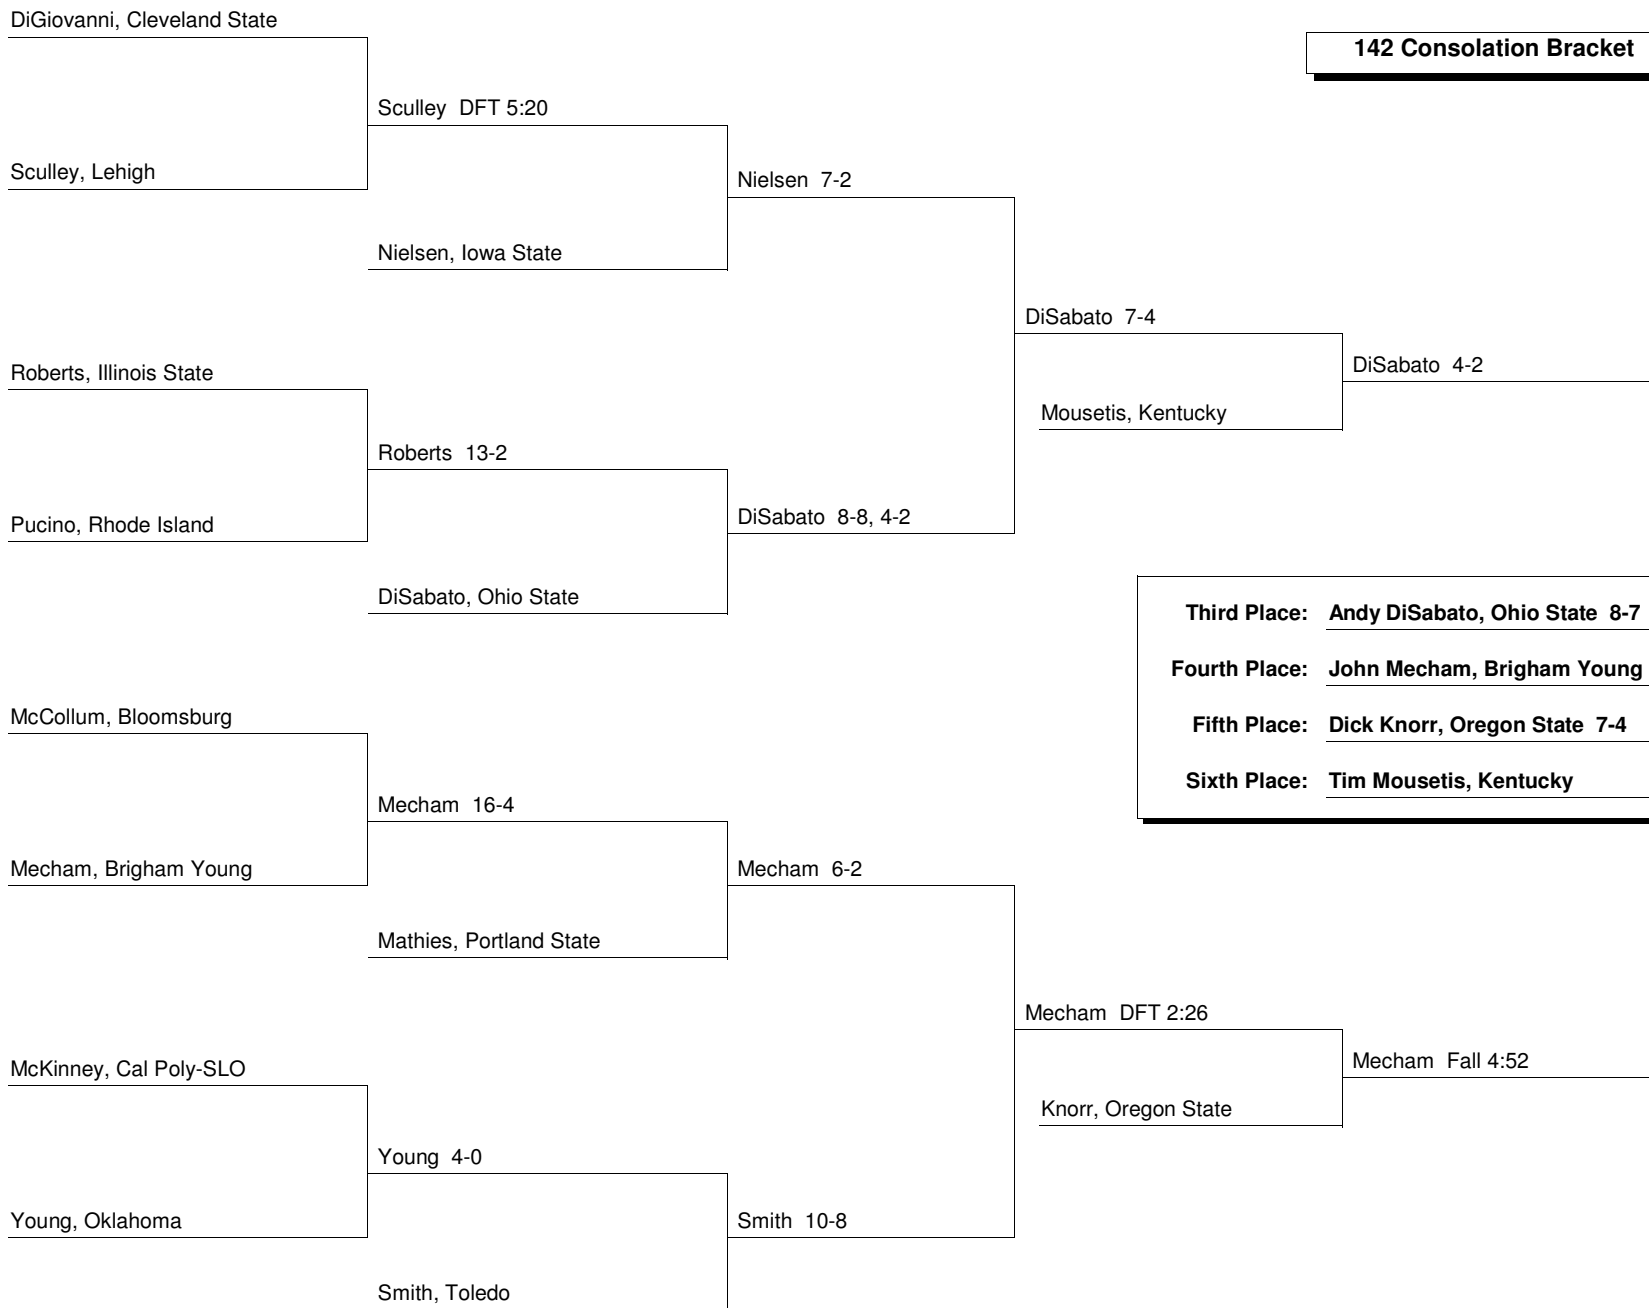 DiGiovanni, Cleveland State
142 Consolation Bracket
Sculley DFT 5:20
Sculley, Lehigh
Nielsen 7-2
Nielsen, Iowa State
DiSabato 7-4
DiSabato 4-2
Roberts, Illinois State
Mousetis, Kentucky
Roberts 13-2
DiSabato 8-8, 4-2
Pucino, Rhode Island
DiSabato, Ohio State
Third Place: Andy DiSabato, Ohio State 8-7
Fourth Place: John Mecham, Brigham Young
Fifth Place: Dick Knorr, Oregon State 7-4
Sixth Place: Tim Mousetis, Kentucky
McCollum, Bloomsburg
Mecham 16-4
Mecham, Brigham Young
Mecham 6-2
Mathies, Portland State
Mecham DFT 2:26
Mecham Fall 4:52
McKinney, Cal Poly-SLO
Knorr, Oregon State
Young 4-0
Young, Oklahoma
Smith 10-8
Smith, Toledo